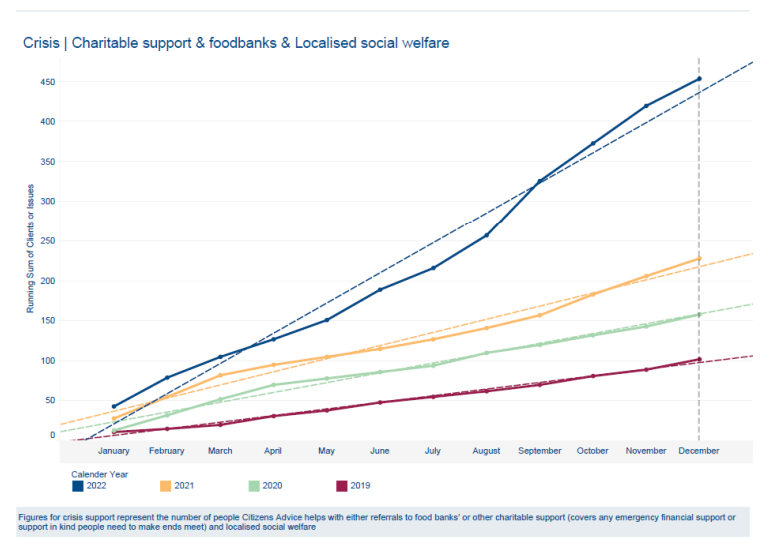 Crisis | Charitable support & foodbanks & Localised social welfare
Running Sum of Clients or Issues
450
400
350
300
250
200
150
100
50
0
January February March April May June July August September October November December
Calender Year
2022 2021 2020 2019
Figures for crisis support represent the number of people Citizens Advice helps with either referrals to food banks' or other charitable support (covers any emergency financial support or
support in kind people need to make ends meet) and localised social welfare